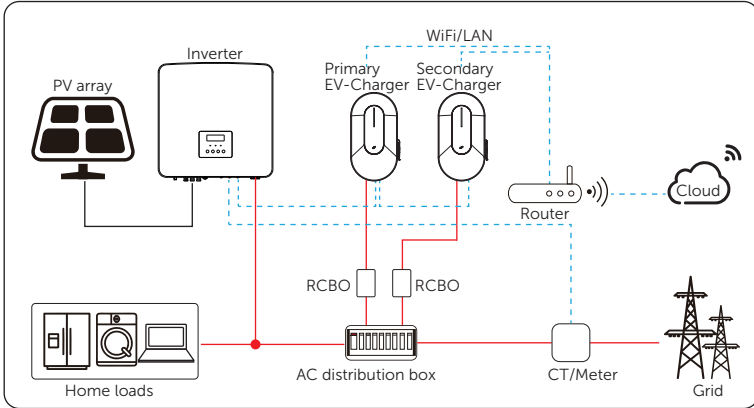 WiFi/LAN
Inverter
PV array
Primary
EV-Charger
Secondary
EV-Charger
Cloud
Router
RCBO
RCBO
Home loads
AC distribution box
CT/Meter
Grid